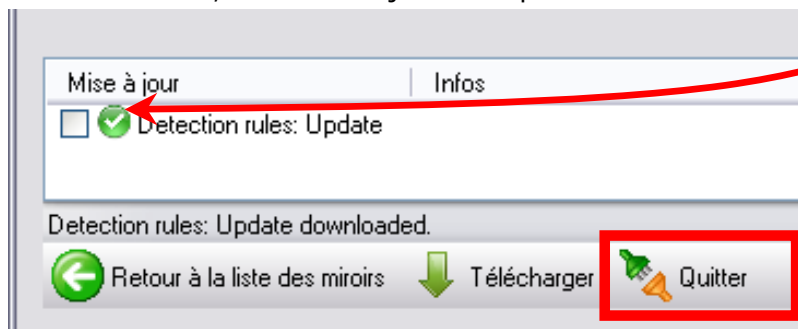 Mise à jour Infos
Detection rules: Update
Detection rules: Update downloaded.
Retour à la liste des miroirs Télécharger Quitter